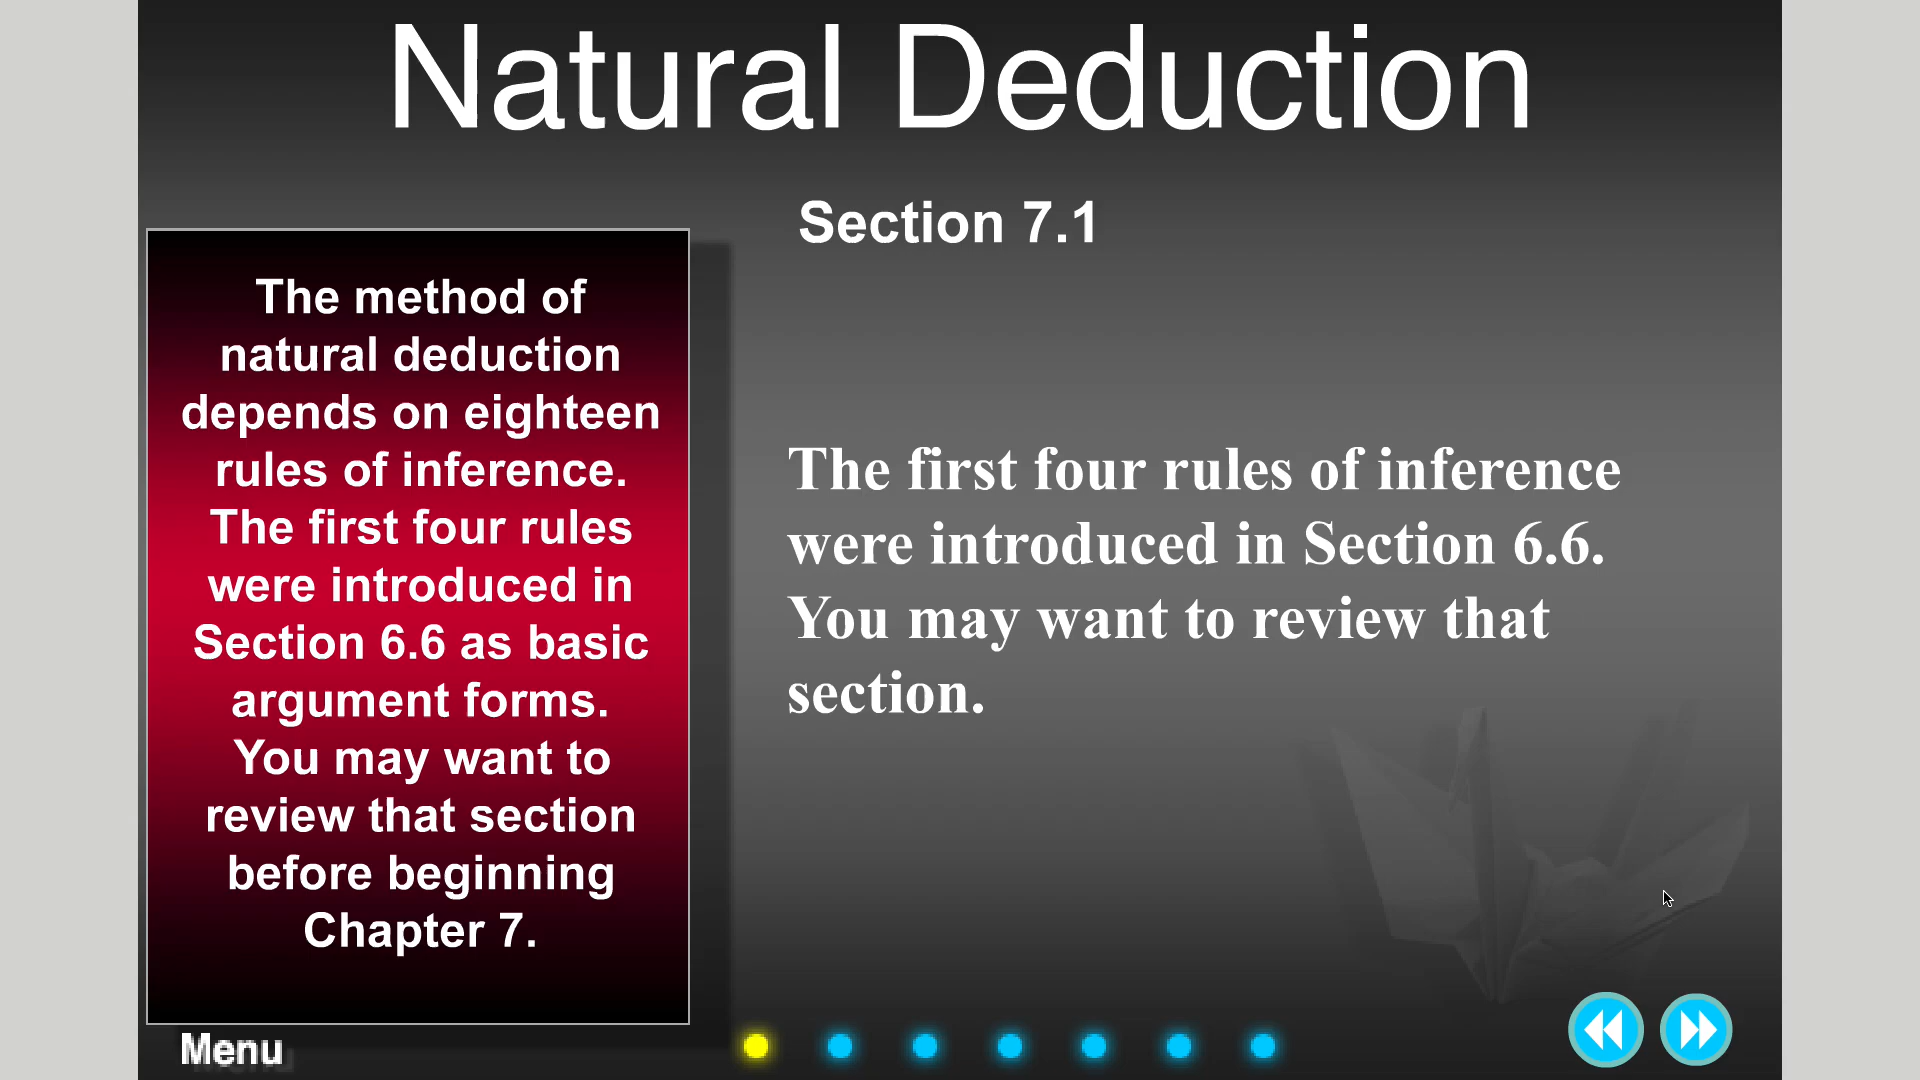 Natural Deduction
Section 7.1
The method of
natural deduction
depends on eighteen
rules of inference.
The first four rules
were introduced in
Section 6.6 as basic
argument forms.
You may want to
review that section
before beginning
Chapter 7.
The first four rules of inference
were introduced in Section 6.6.
You may want to review that
section.
Menu